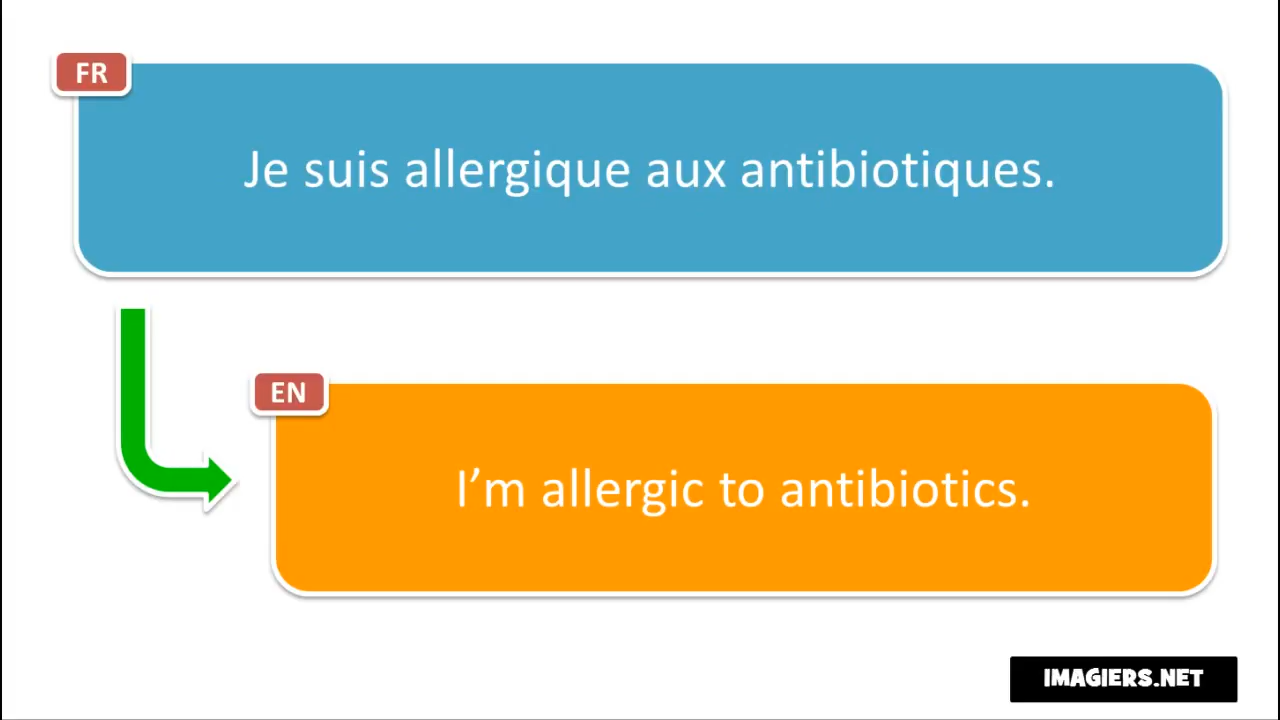 FR
Je suis allergique aux antibiotiques.
EN
I’m allergic to antibiotics.
IMAGIERS.NET